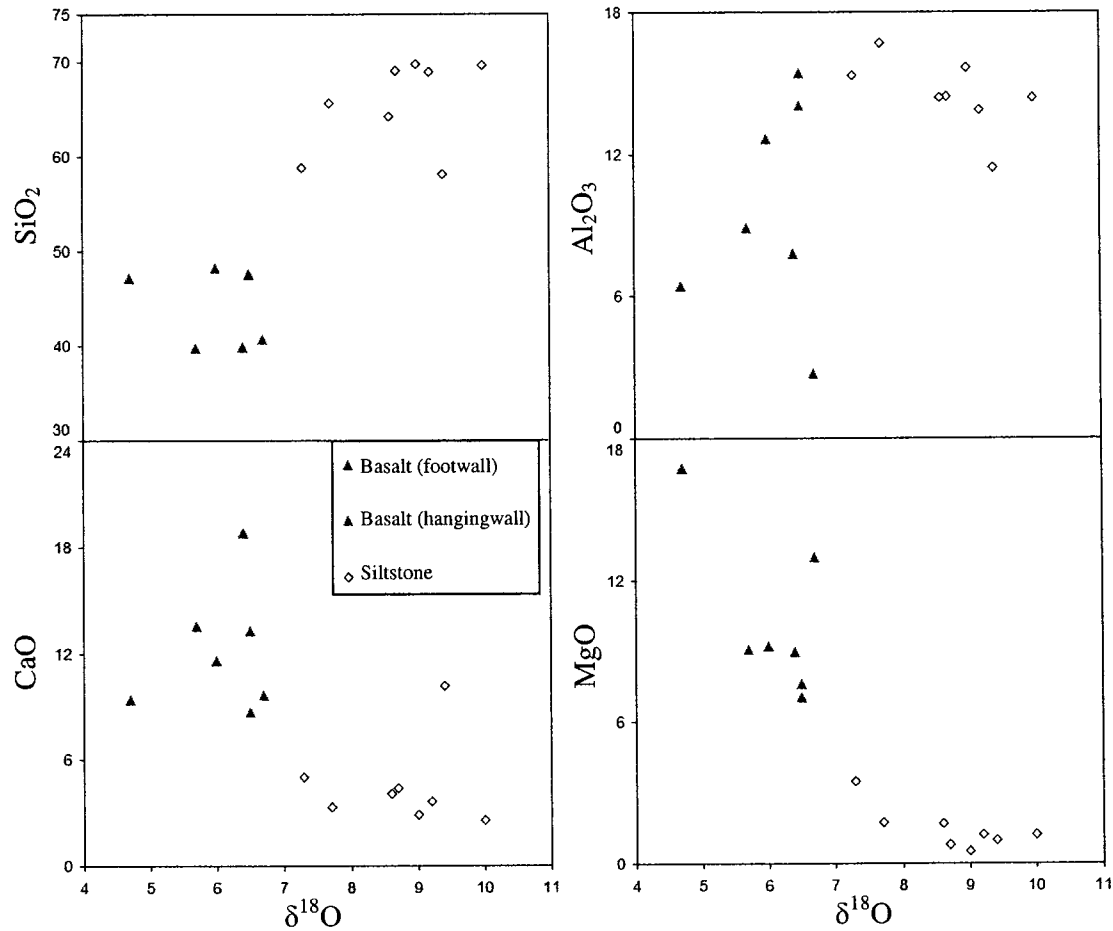 75
70
60
50
40
30
SiO₂
18
12
6
0
Al₂O₃
24
18
12
6
0
CaO
Basalt (footwall)
Basalt (hangingwall)
Siltstone
18
12
6
0
MgO
4 5 6 7 8 9 10 11
δ¹⁸O
4 5 6 7 8 9 10 11
δ¹⁸O